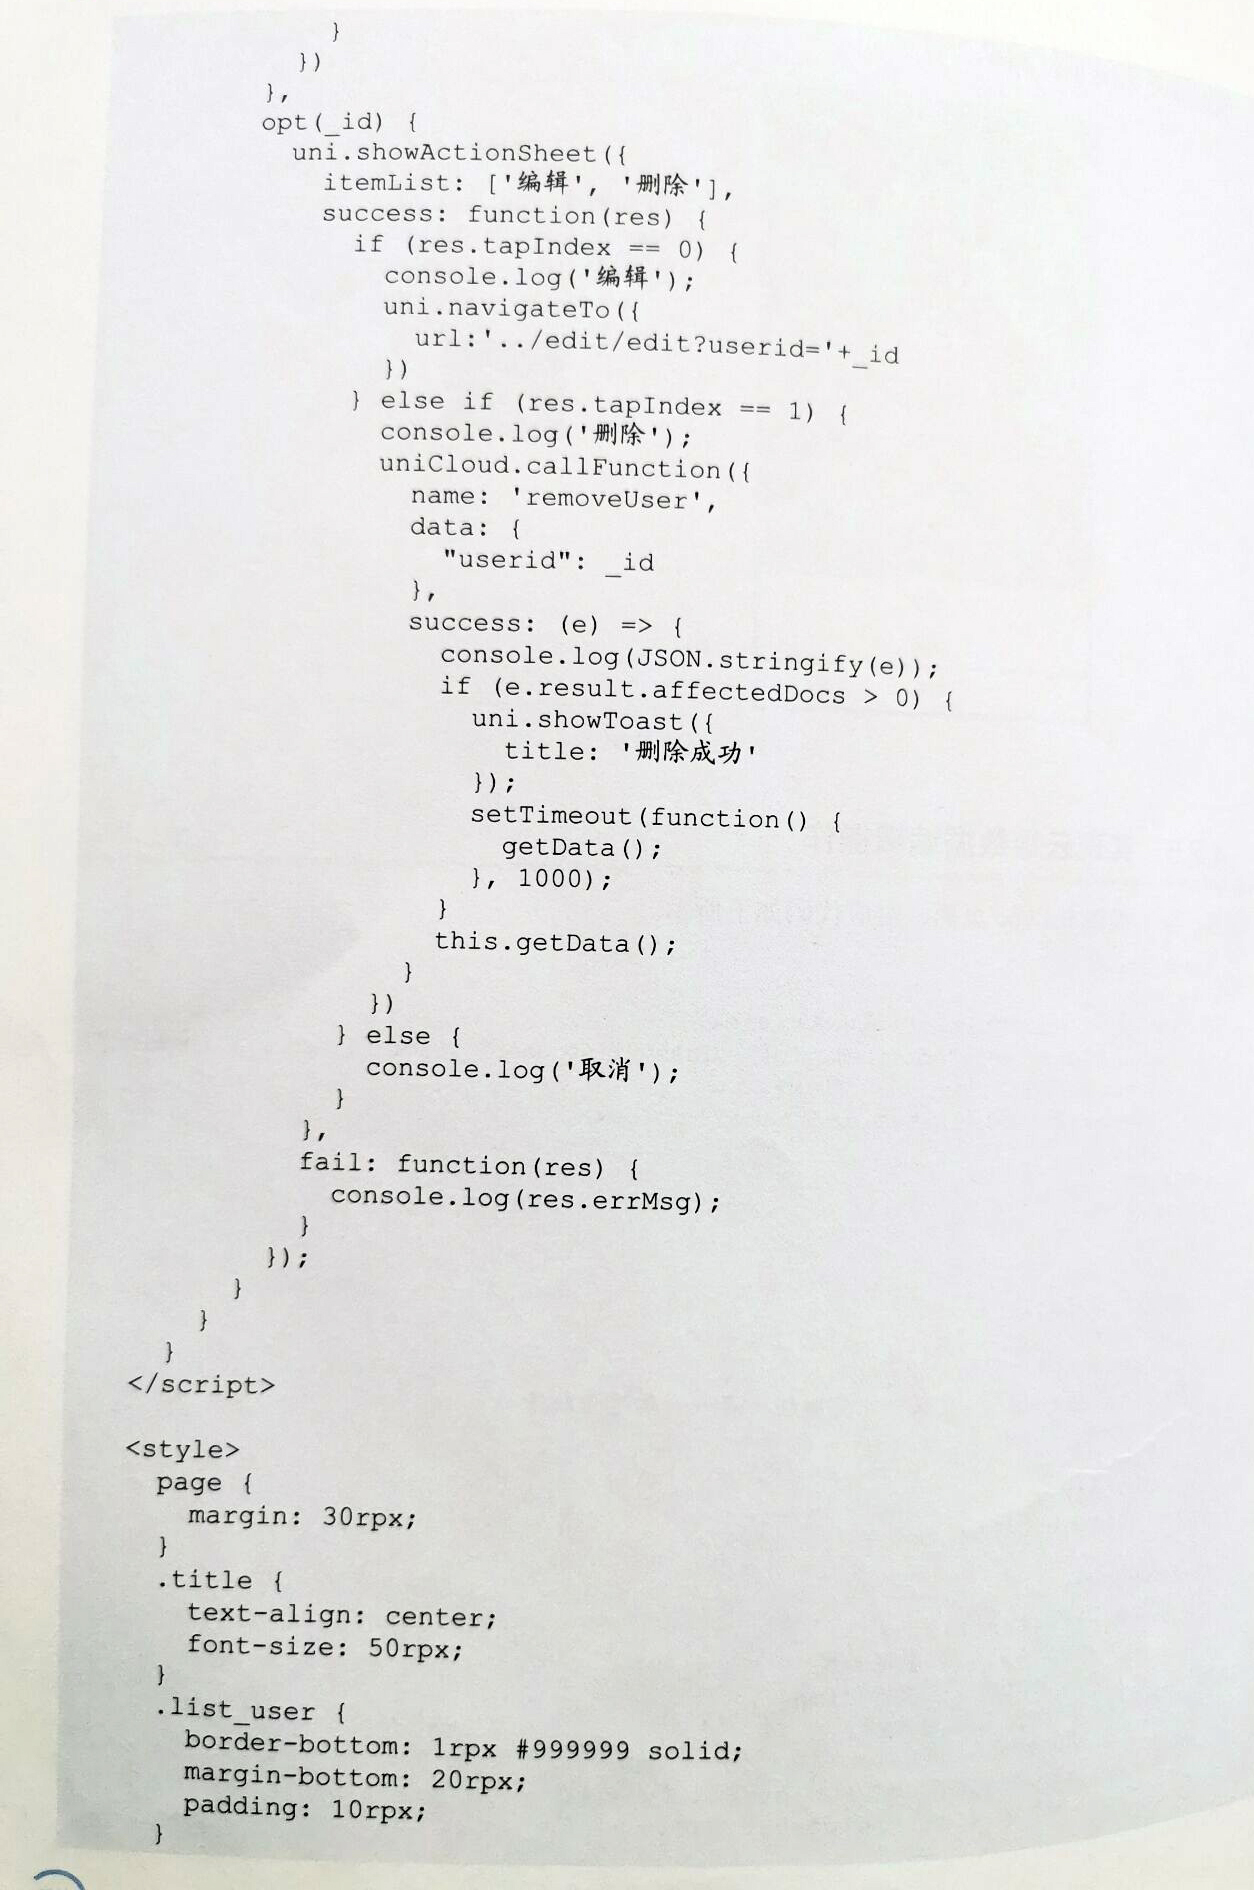 }
})
},
opt(_id) {
uni.showActionSheet({
itemList: ['编辑', '删除'],
success: function(res) {
if (res.tapIndex == 0) {
console.log('编辑');
uni.navigateTo({
url:'../edit/edit?userid='+_id
})
} else if (res.tapIndex == 1) {
console.log('删除');
uniCloud.callFunction({
name: 'removeUser',
data: {
"userid": _id
},
success: (e) => {
console.log(JSON.stringify(e));
if (e.result.affectedDocs > 0) {
uni.showToast({
title: '删除成功'
});
setTimeout(function() {
getData();
}, 1000);
}
this.getData();
}
})
} else {
console.log('取消');
}
},
fail: function(res) {
console.log(res.errMsg);
}
});
}
}
}
</script>
<style>
page {
margin: 30rpx;
}
.title {
text-align: center;
font-size: 50rpx;
}
.list_user {
border-bottom: 1rpx #999999 solid;
margin-bottom: 20rpx;
padding: 10rpx;
}